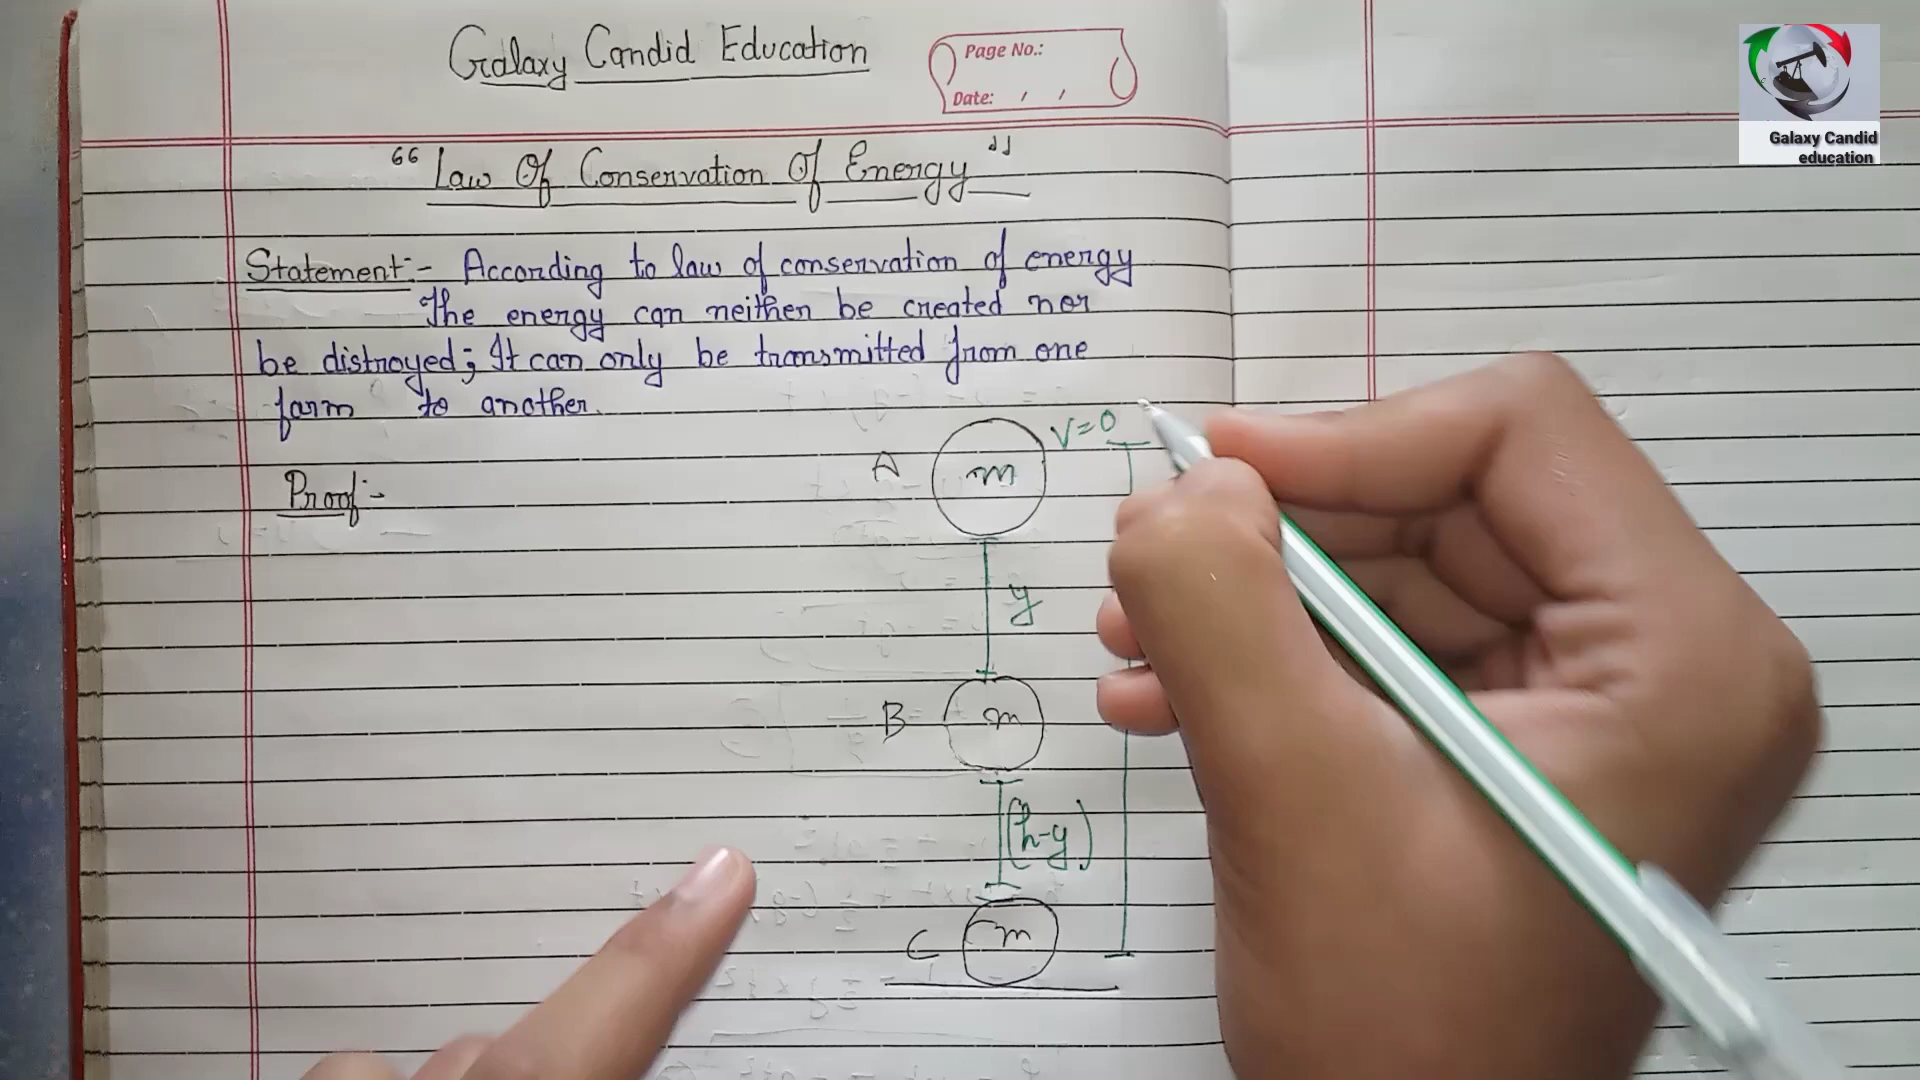 Galaxy Candid Education
Page No.:
Date: / /
Galaxy Candid
education
"Law Of Conservation Of Energy"
Statement:- According to law of conservation of energy
The energy can neither be created nor
be distroyed; It can only be transmitted from one
form to another.
Proof:-
A m V=0
y
B m
(h-y)
C m